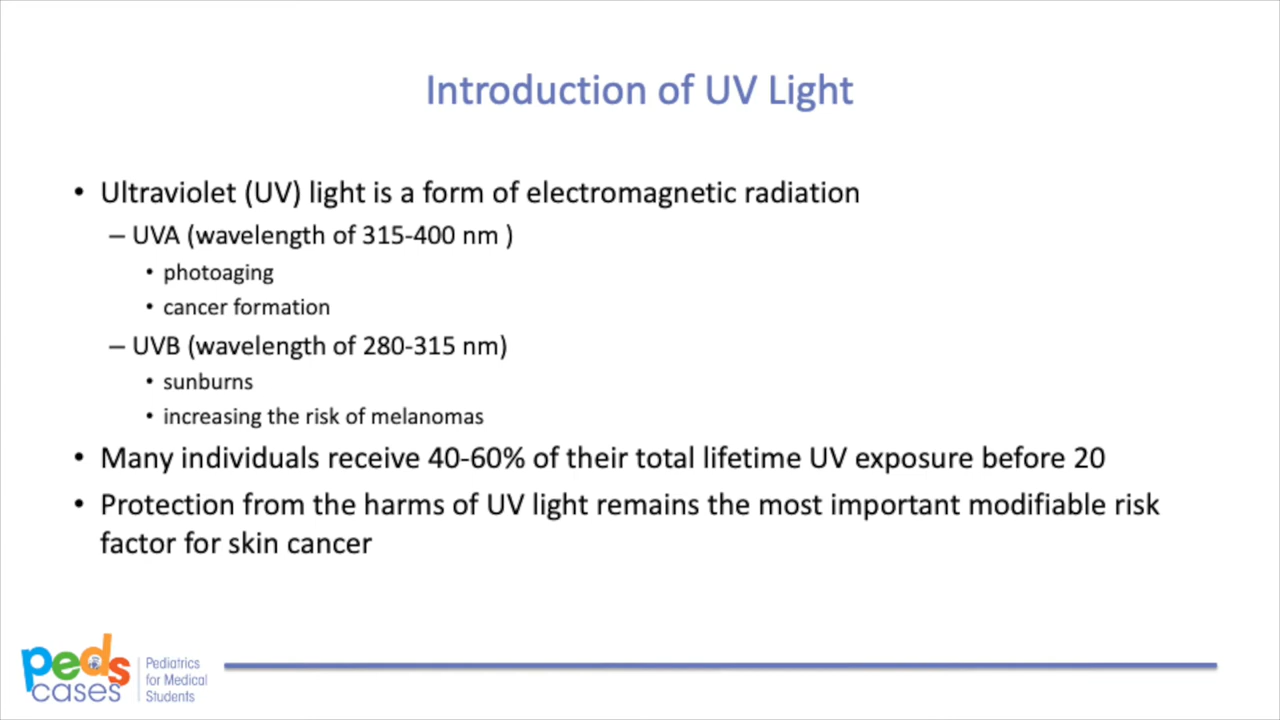 Introduction of UV Light
• Ultraviolet (UV) light is a form of electromagnetic radiation
– UVA (wavelength of 315-400 nm )
• photoaging
• cancer formation
– UVB (wavelength of 280-315 nm)
• sunburns
• increasing the risk of melanomas
• Many individuals receive 40-60% of their total lifetime UV exposure before 20
• Protection from the harms of UV light remains the most important modifiable risk
factor for skin cancer
peds
cases
Pediatrics
for Medical
Students